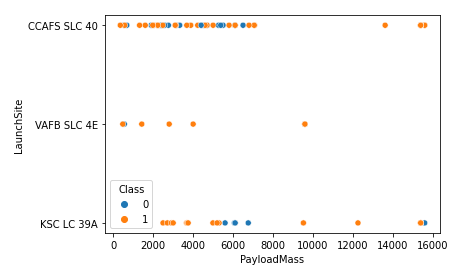 CCAFS SLC 40
VAFB SLC 4E
KSC LC 39A
LaunchSite
Class
0
1
0 2000 4000 6000 8000 10000 12000 14000 16000
PayloadMass